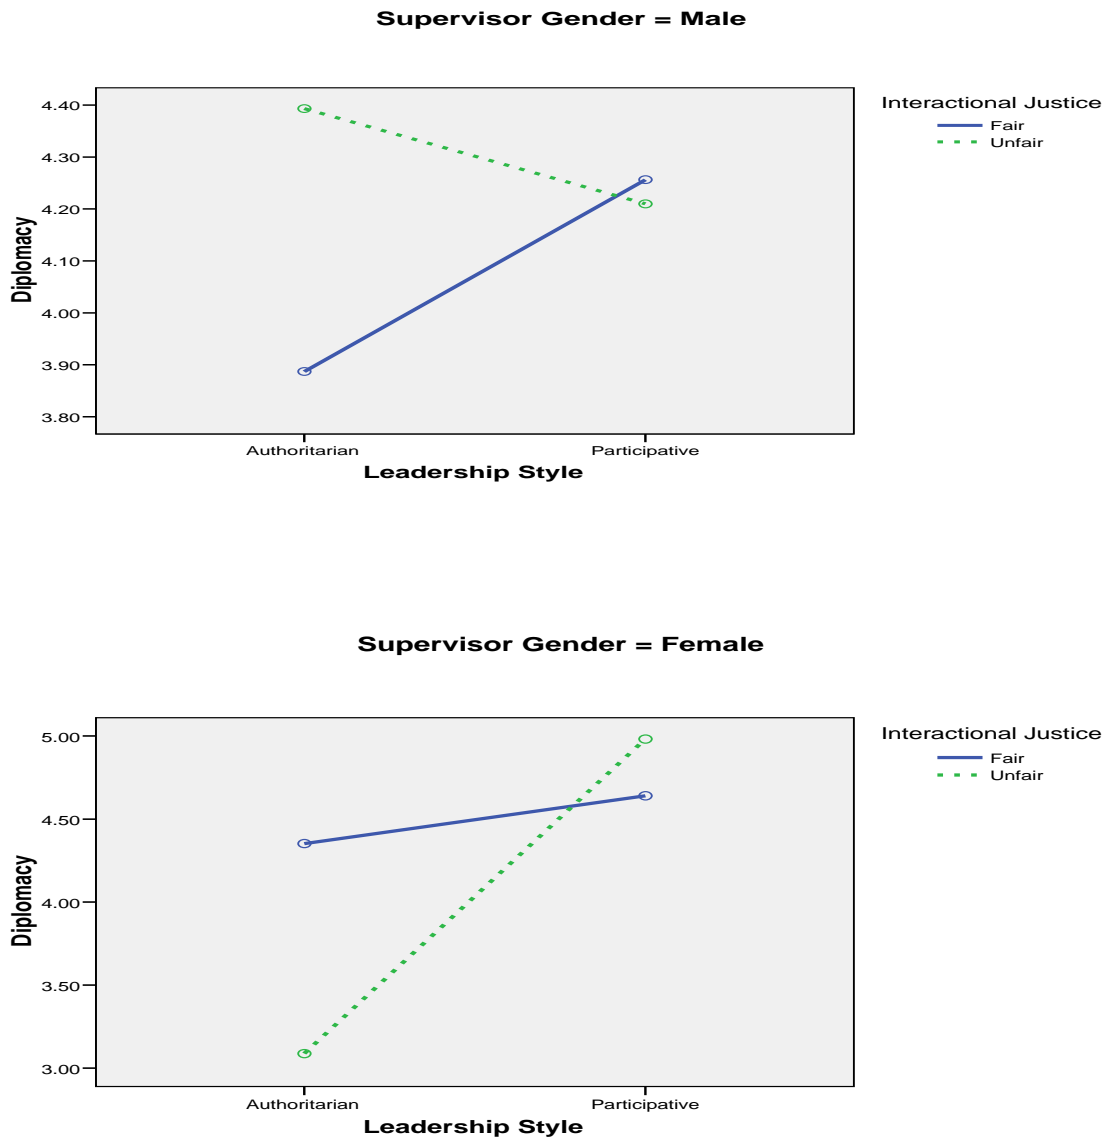 Supervisor Gender = Male
Interactional Justice
Fair
Unfair
Diplomacy
4.40
4.30
4.20
4.10
4.00
3.90
3.80
Authoritarian Participative
Leadership Style
Supervisor Gender = Female
Interactional Justice
Fair
Unfair
Diplomacy
5.00
4.50
4.00
3.50
3.00
Authoritarian Participative
Leadership Style